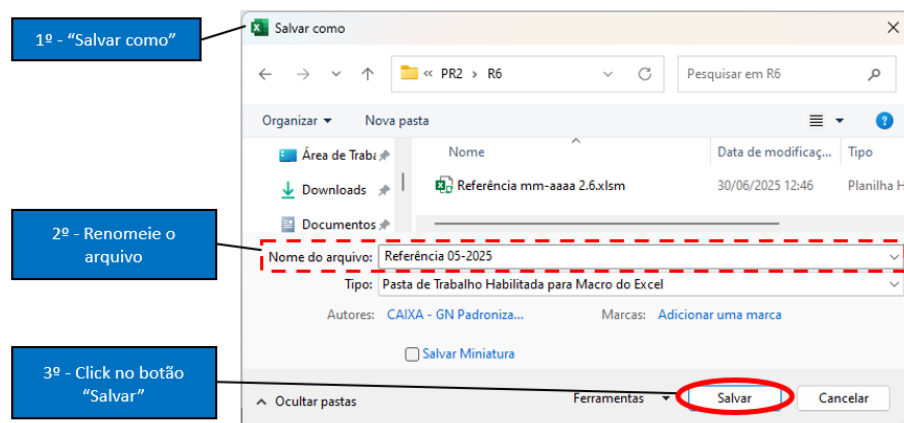 1º - "Salvar como"
Salvar como
« PR2 > R6
Pesquisar em R6
Organizar
Nova pasta
Área de Traba
Nome
Data de modificaç...
Tipo
Downloads
Referência mm-aaaa 2.6.xlsm
30/06/2025 12:46
Planilha H
Documentos
2º - Renomeie o
arquivo
Nome do arquivo:
Referência 05-2025
Tipo:
Pasta de Trabalho Habilitada para Macro do Excel
Autores:
CAIXA - GN Padroniza...
Marcas:
Adicionar uma marca
Salvar Miniatura
3º - Click no botão
"Salvar"
Ocultar pastas
Ferramentas
Salvar
Cancelar